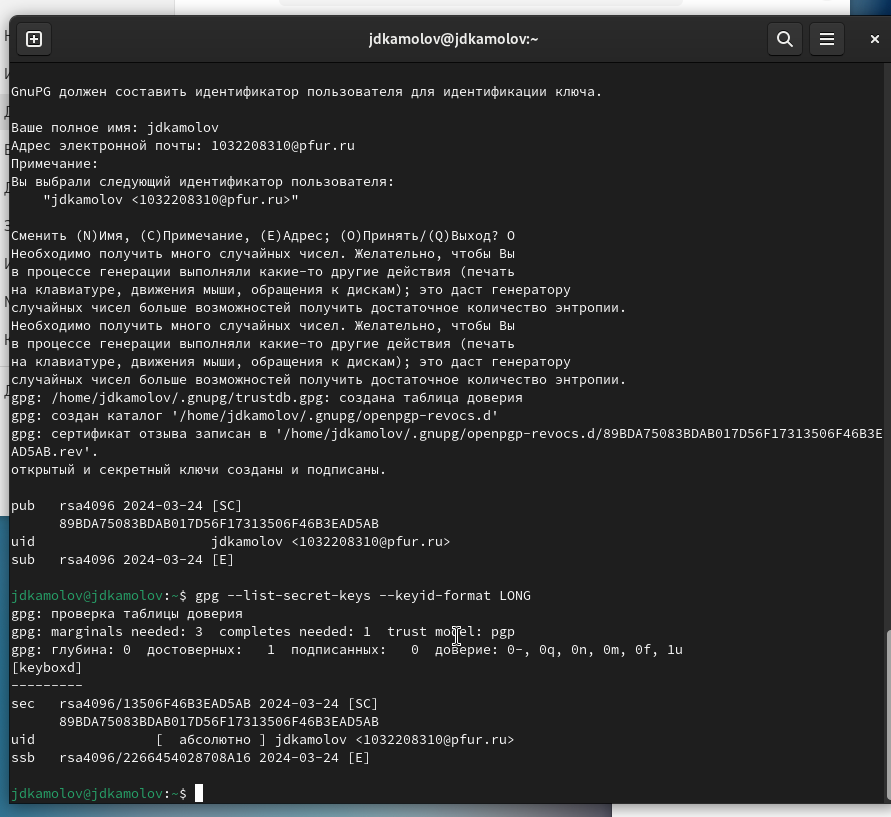 jdkamolov@jdkamolov:~
GnuPG должен составить идентификатор пользователя для идентификации ключа.
Ваше полное имя: jdkamolov
Адрес электронной почты: 1032208310@pfur.ru
Примечание:
Вы выбрали следующий идентификатор пользователя:
"jdkamolov <1032208310@pfur.ru>"
Сменить (N)Имя, (C)Примечание, (E)Адрес; (O)Принять/(Q)Выход? O
Необходимо получить много случайных чисел. Желательно, чтобы Вы
в процессе генерации выполняли какие-то другие действия (печать
на клавиатуре, движения мыши, обращения к дискам); это даст генератору
случайных чисел больше возможностей получить достаточное количество энтропии.
Необходимо получить много случайных чисел. Желательно, чтобы Вы
в процессе генерации выполняли какие-то другие действия (печать
на клавиатуре, движения мыши, обращения к дискам); это даст генератору
случайных чисел больше возможностей получить достаточное количество энтропии.
gpg: /home/jdkamolov/.gnupg/trustdb.gpg: создана таблица доверия
gpg: создан каталог '/home/jdkamolov/.gnupg/openpgp-revocs.d'
gpg: сертификат отзыва записан в '/home/jdkamolov/.gnupg/openpgp-revocs.d/89BDA75083BDAB017D56F17313506F46B3E
AD5AB.rev'.
открытый и секретный ключи созданы и подписаны.
pub   rsa4096 2024-03-24 [SC]
89BDA75083BDAB017D56F17313506F46B3EAD5AB
uid                      jdkamolov <1032208310@pfur.ru>
sub   rsa4096 2024-03-24 [E]
jdkamolov@jdkamolov:~$ gpg --list-secret-keys --keyid-format LONG
gpg: проверка таблицы доверия
gpg: marginals needed: 3  completes needed: 1  trust model: pgp
gpg: глубина: 0  достоверных:   1  подписанных:   0  доверие: 0-, 0q, 0n, 0m, 0f, 1u
[keyboxd]
---------
sec   rsa4096/13506F46B3EAD5AB 2024-03-24 [SC]
89BDA75083BDAB017D56F17313506F46B3EAD5AB
uid               [  абсолютно ] jdkamolov <1032208310@pfur.ru>
ssb   rsa4096/2266454028708A16 2024-03-24 [E]
jdkamolov@jdkamolov:~$